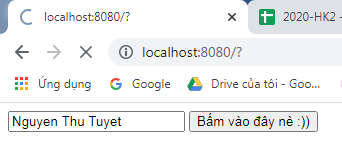 localhost:8080/?
2020-HK2 -
localhost:8080/?
Ứng dụng Google Drive của tôi - Goo...
Nguyen Thu Tuyet Bấm vào đây nè :))